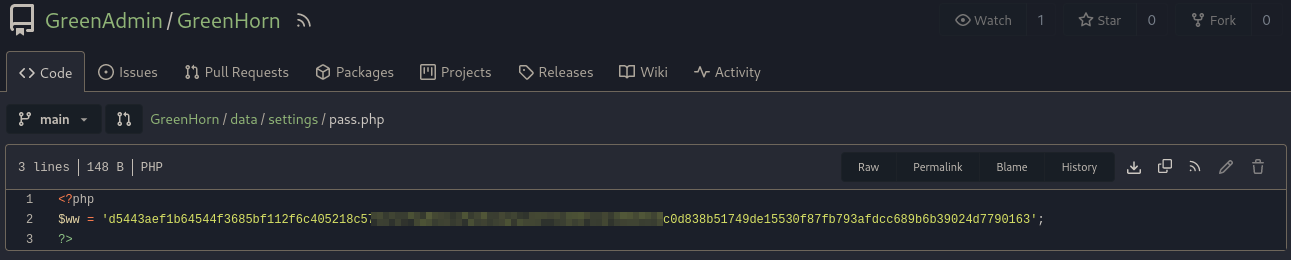 GreenAdmin / GreenHorn
Watch 1 Star 0 Fork 0
Code Issues Pull Requests Packages Projects Releases Wiki Activity
main GreenHorn / data / settings / pass.php
3 lines 148 B PHP Raw Permalink Blame History
1 <?php
2 $ww = 'd5443aef1b64544f3685bf112f6c405218c57 c0d838b51749de15530f87fb793afdcc689b6b39024d7790163';
3 ?>